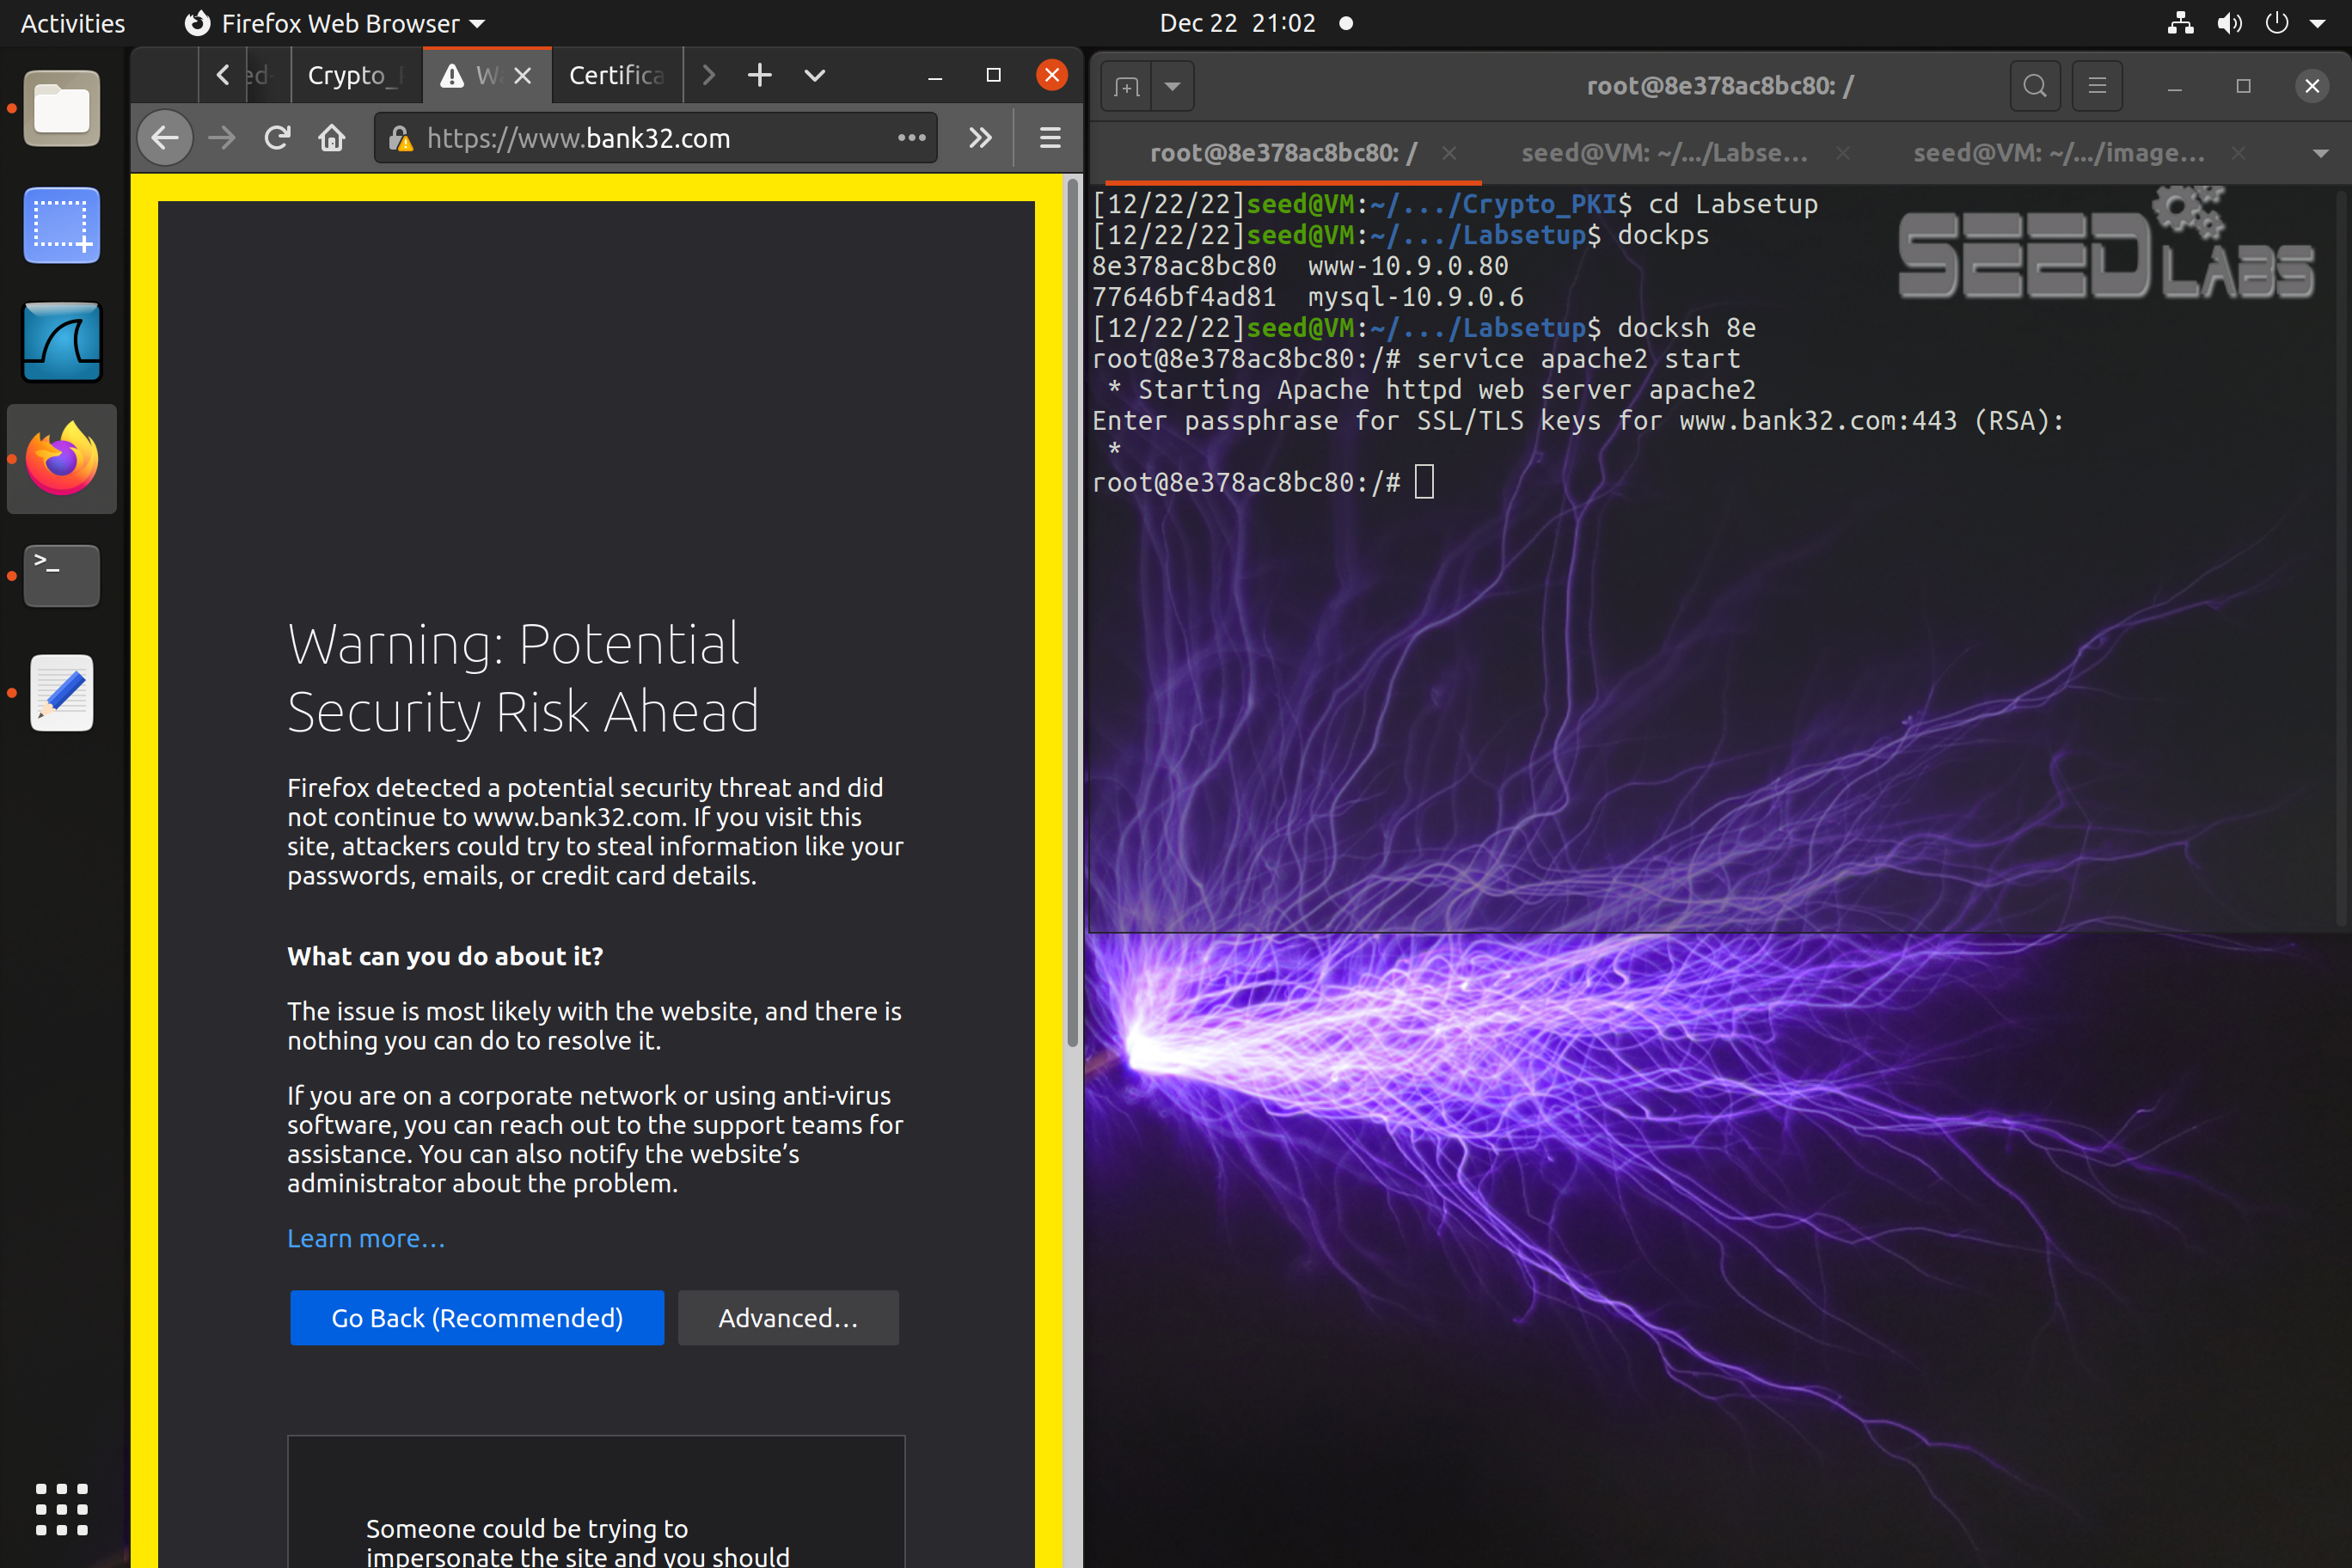 Activities
Firefox Web Browser
Dec 22 21:02
Crypto_
W
Certifica
https://www.bank32.com
Warning: Potential
Security Risk Ahead
Firefox detected a potential security threat and did
not continue to www.bank32.com. If you visit this
site, attackers could try to steal information like your
passwords, emails, or credit card details.
What can you do about it?
The issue is most likely with the website, and there is
nothing you can do to resolve it.
If you are on a corporate network or using anti-virus
software, you can reach out to the support teams for
assistance. You can also notify the website’s
administrator about the problem.
Learn more…
Go Back (Recommended)
Advanced…
Someone could be trying to
impersonate the site and you should
root@8e378ac8bc80: /
root@8e378ac8bc80: /
seed@VM: ~/.../Labse...
seed@VM: ~/.../image...
[12/22/22]seed@VM:~/.../Crypto_PKI$ cd Labsetup
[12/22/22]seed@VM:~/.../Labsetup$ dockps
8e378ac8bc80 www-10.9.0.80
77646bf4ad81 mysql-10.9.0.6
[12/22/22]seed@VM:~/.../Labsetup$ docksh 8e
root@8e378ac8bc80:/# service apache2 start
* Starting Apache httpd web server apache2
Enter passphrase for SSL/TLS keys for www.bank32.com:443 (RSA):
*
root@8e378ac8bc80:/#
SEED LABS